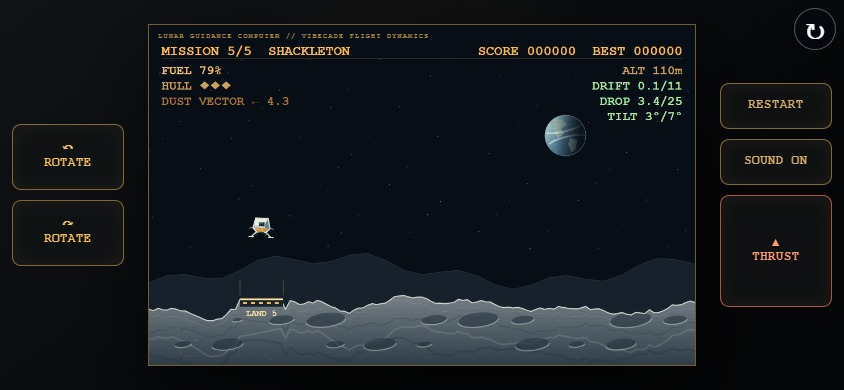 LUNAR GUIDANCE COMPUTER // VIBECADE FLIGHT DYNAMICS
MISSION 5/5 SHACKLETON SCORE 000000 BEST 000000
FUEL 79% ALT 110m
HULL ◆◆◆ DRIFT 0.1/11
DUST VECTOR ← 4.3 DROP 3.4/25
TILT 3°/7°
↶
ROTATE
↷
ROTATE
RESTART
SOUND ON
▲
THRUST
LAND 5
↻